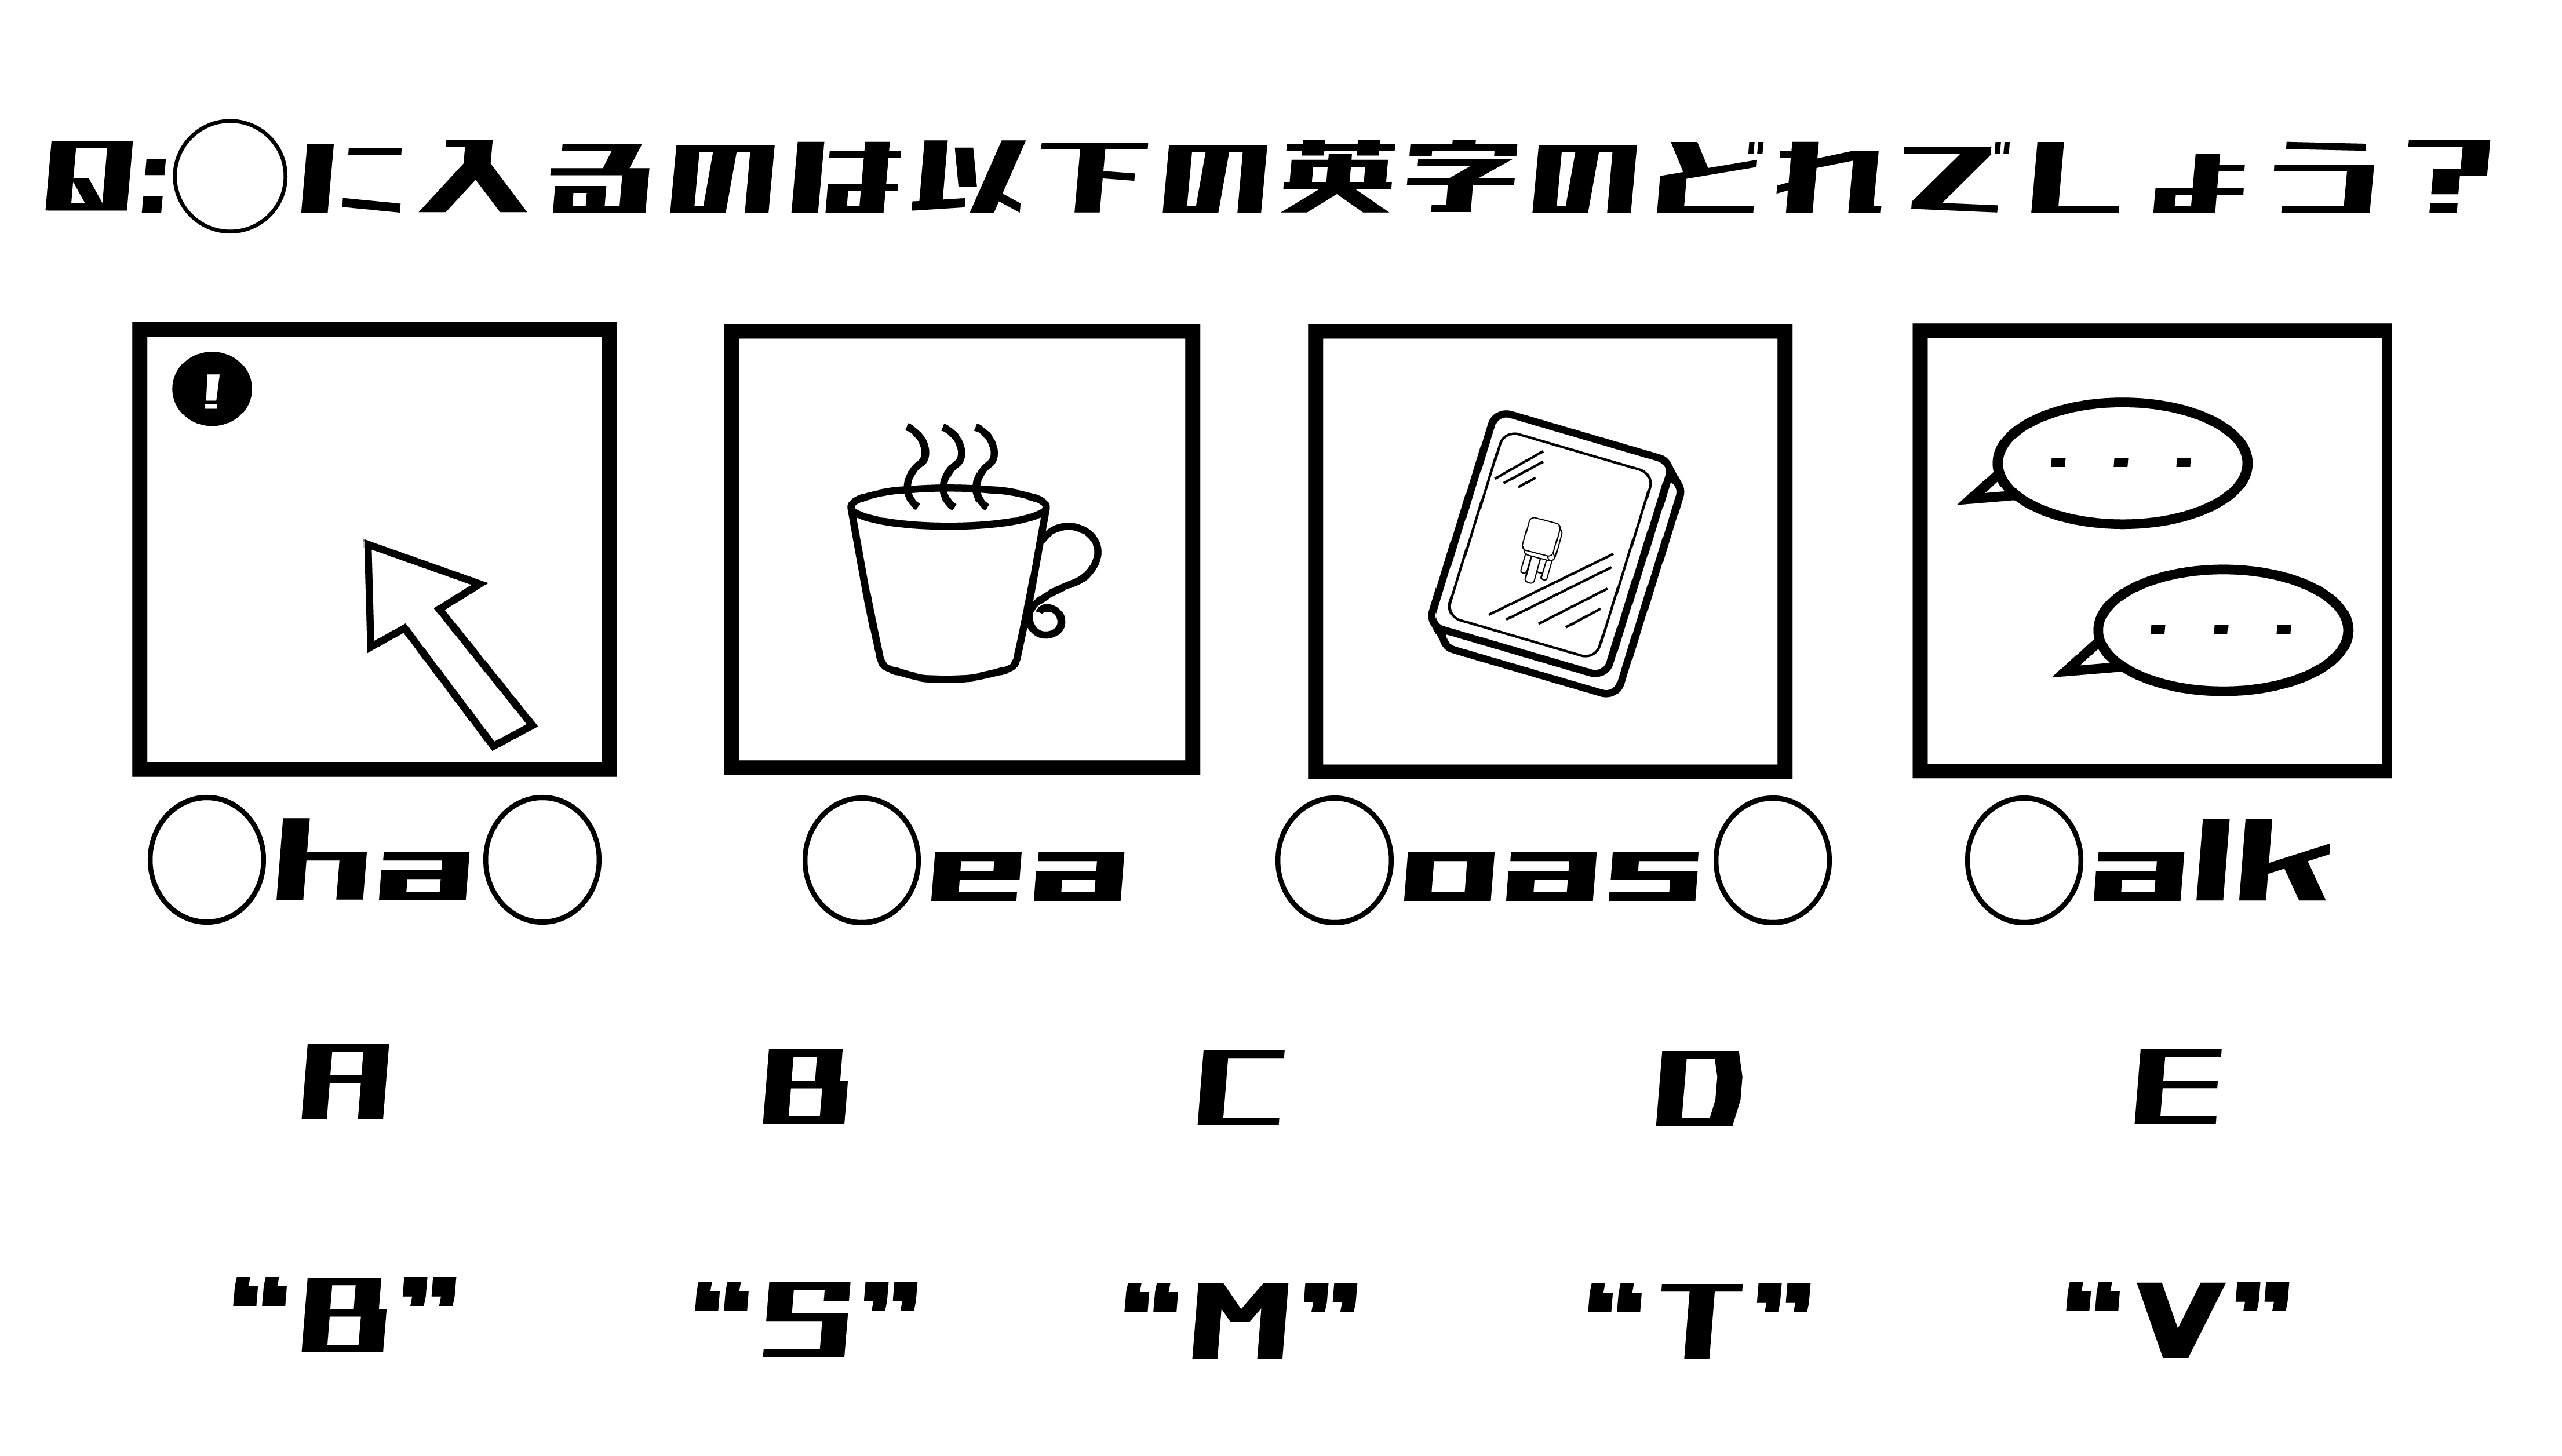 Q:○に入るのは以下の英字のどれでしょう?
!
- - -
- - -
○ha○ ○ea ○oas○ ○alk
A B C D E
“B” “S” “M” “T” “V”